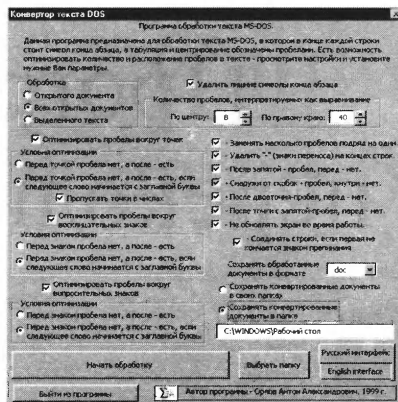 Конвертор текста DOS
Программа обработки текста MS-DOS.
Данная программа предназначена для обработки текста MS-DOS, в котором в конце каждой строки
стоит символ конца абзаца, а табуляция и центрирование обозначены пробелами. Есть возможность
оптимизировать количество и расположение пробелов в тексте - просмотрите настройки и установите
нужные Вам параметры.
Обработка
Открытого документа
Всех открытых документов
Выделенного текста
Удалить лишние символы конца абзаца
Количество пробелов, интерпретируемых как выравнивание
По центру: 8 По правому краю: 40
Оптимизировать пробелы вокруг точек
Условия оптимизации
Перед точкой пробела нет, а после - есть
Перед точкой пробела нет, а после - есть, если
следующее слово начинается с заглавной буквы
Пропускать точки в числах
Оптимизировать пробелы вокруг
восклицательных знаков
Условия оптимизации
Перед знаком пробела нет, а после - есть
Перед знаком пробела нет, а после - есть, если
следующее слово начинается с заглавной буквы
Оптимизировать пробелы вокруг
вопросительных знаков
Условия оптимизации
Перед знаком пробела нет, а после - есть
Перед знаком пробела нет, а после - есть, если
следующее слово начинается с заглавной буквы
- Заменять несколько пробелов подряд на один.
- Удалить "-" (знаки переноса) на концах строк.
- После запятой - пробел, перед - нет.
- Снаружи от скобок - пробел, внутри - нет.
- После двоеточия-пробел, перед - нет.
- После точки с запятой-пробел, перед - нет.
- Не обновлять экран во время работы.
- Соединять строки, если первая не
кончается знаком препинания
Сохранять обработанные
документы в формате doc
Сохранять конвертированные документы
в своих папках
Сохранять конвертированные
документы в папке
C:\WINDOWS\Рабочий стол
Начать обработку
Выбрать папку
Русский интерфейс
English interface
Выйти из программы
Автор программы - Орлов Антон Александрович, 1999 г.